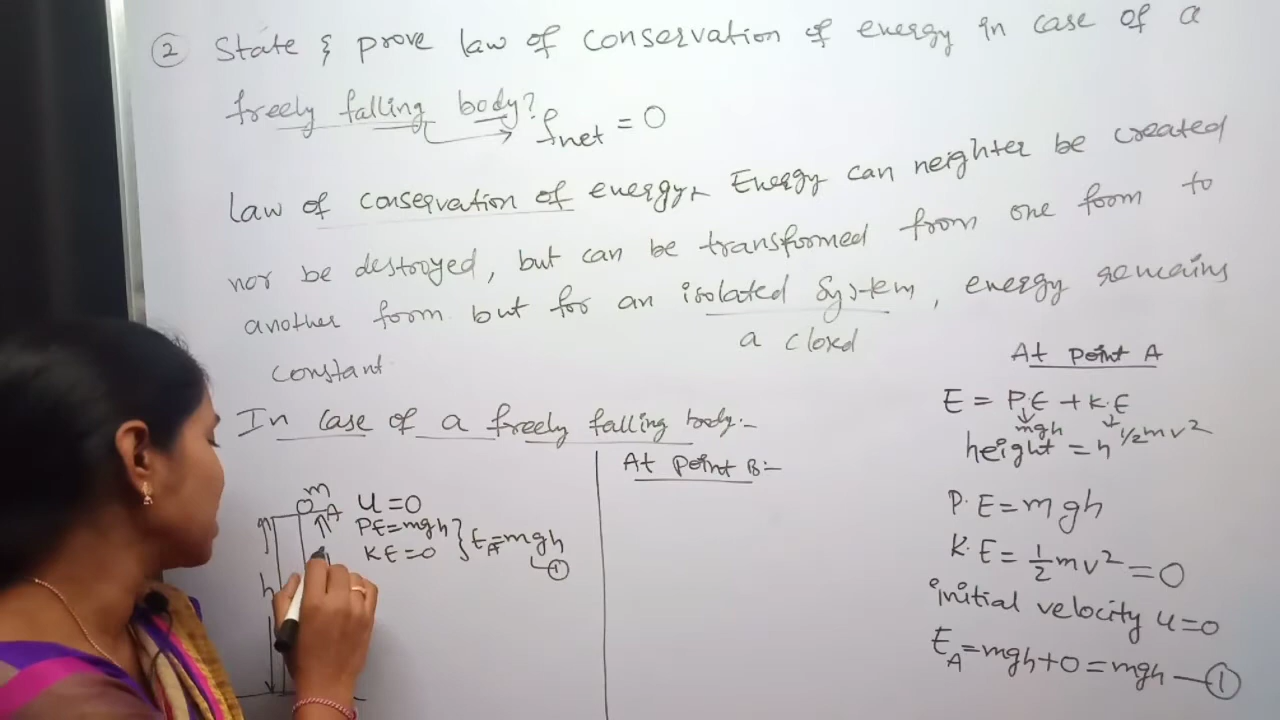 ② State & prove law of conservation of energy in case of a
freely falling body?
fnet = 0
law of conservation of energy Energy can neighter be created
nor be destroyed, but can be transformed from one form to
another form but for an isolated System, energy remains
a closed
constant
In case of a freely falling body:-
m
A U = 0
PE = mgh
KE = 0
E_A = mgh
①
h
At point B:-
At point A
E = P.E + K.E
mgh
½mv²
height = h
P.E = mgh
K.E = ½mv² = 0
initial velocity u = 0
E_A = mgh + 0 = mgh — ①